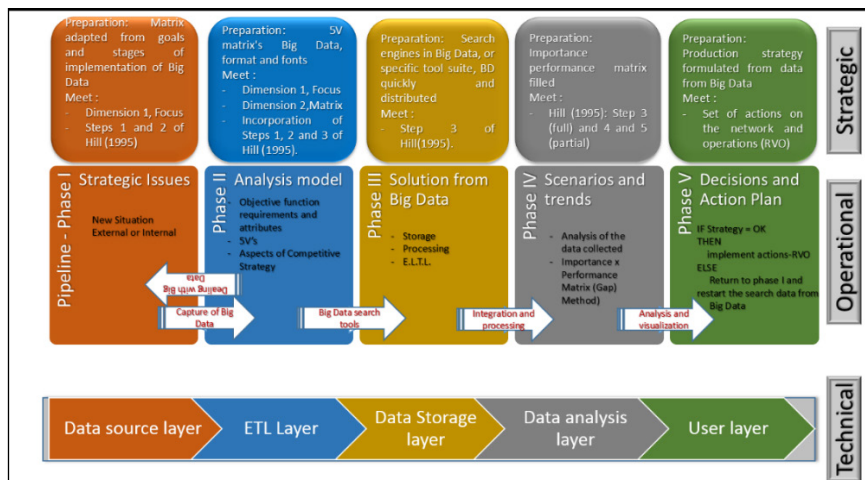 Preparation: Matrix
adapted from goals
and stages of
implementation of Big
Data
Meet :
- Dimension 1, Focus
- Steps 1 and 2 of
Hill (1995)
Preparation: 5V
matrix's Big Data,
format and fonts
Meet :
- Dimension 1, Focus
- Dimension 2,Matrix
- Incorporation of
Steps 1, 2 and 3 of
Hill (1995).
Preparation: Search
engines in Big Data, or
specific tool suite, BD
quickly and
distributed
Meet :
- Step 3 of
Hill(1995).
Preparation:
Importance
performance matrix
filled
Meet :
- Hill (1995): Step 3
(full) and 4 and 5
(partial)
Preparation:
Production strategy
formulated from data
from Big Data
Meet :
- Set of actions on
the network and
operations (RVO)
Strategic
Pipeline - Phase I
Strategic Issues
New Situation
External or Internal
Phase II
Analysis model
- Objective function
requirements and
attributes
- 5V's
- Aspects of Competitive
Strategy
Phase III
Solution from
Big Data
- Storage
- Processing
- E.L.T.L.
Phase IV
Scenarios and
trends
- Analysis of the
data collected
- Importance x
Performance
Matrix (Gap)
Method)
Phase V
Decisions and
Action Plan
IF Strategy = OK
THEN
implement actions-RVO
ELSE
Return to phase I and
restart the search data from
Big Data
Operational
Dealing with Big
Data
Capture of Big
Data
Big Data search
tools
Integration and
processing
Analysis and
visualization
Data source layer
ETL Layer
Data Storage
layer
Data analysis
layer
User layer
Technical